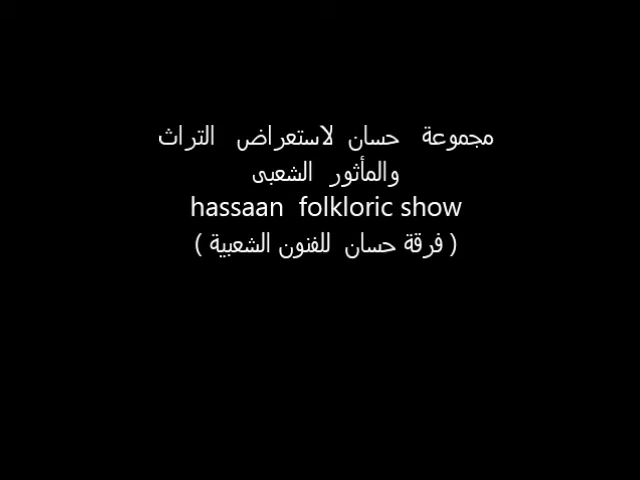 مجموعة حسان لاستعراض التراث
والمأثور الشعبى
hassaan folkloric show
( فرقة حسان للفنون الشعبية )